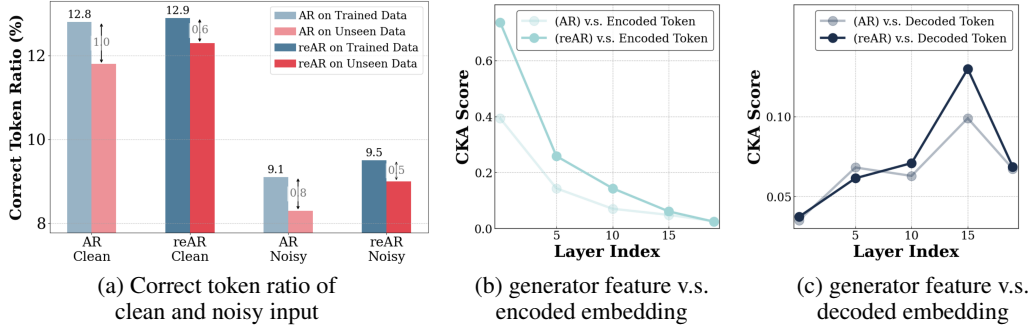 Correct Token Ratio (%)
12
10
8
12.8
1.0
12.9
0.6
9.1
0.8
9.5
0.5
AR on Trained Data
AR on Unseen Data
reAR on Trained Data
reAR on Unseen Data
AR
Clean
reAR
Clean
AR
Noisy
reAR
Noisy
(a) Correct token ratio of
clean and noisy input
CKA Score
0.6
0.4
0.2
0.0
(AR) v.s. Encoded Token
(reAR) v.s. Encoded Token
5 10 15
Layer Index
(b) generator feature v.s.
encoded embedding
CKA Score
0.10
0.05
(AR) v.s. Decoded Token
(reAR) v.s. Decoded Token
5 10 15
Layer Index
(c) generator feature v.s.
decoded embedding